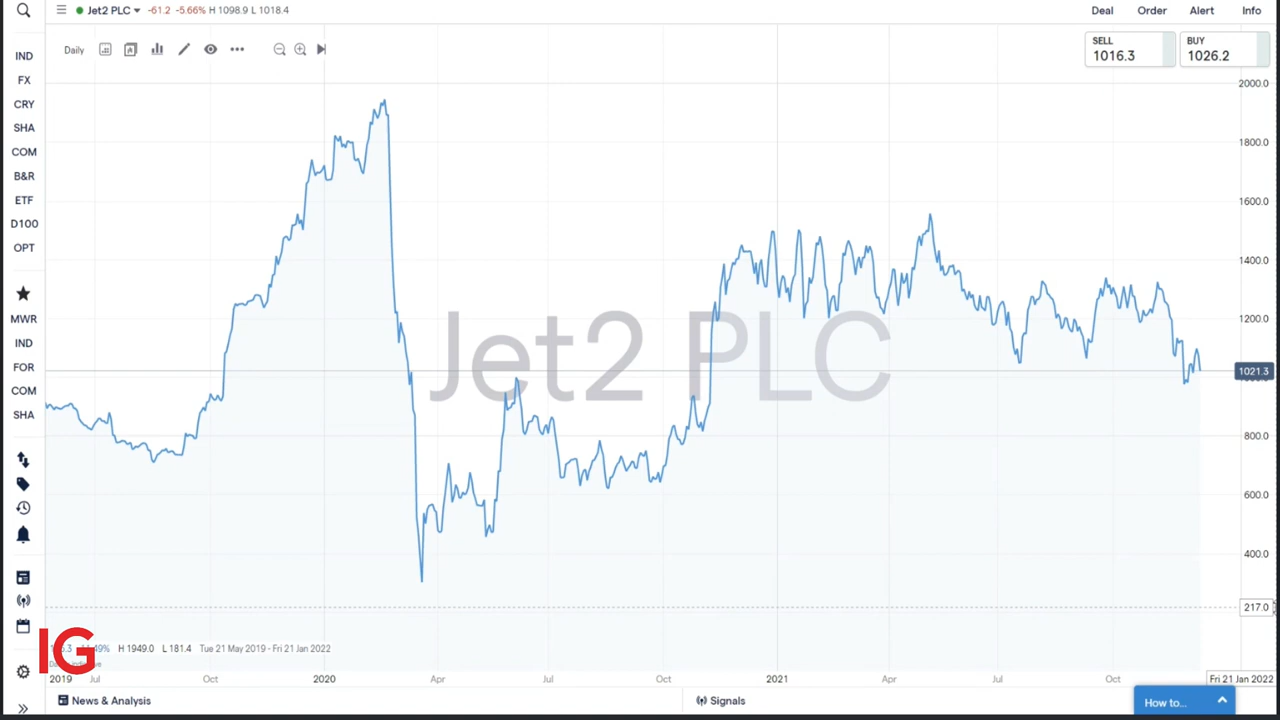 Jet2 PLC -61.2 -5.66% H 1098.9 L 1018.4
Deal Order Alert Info
Daily
SELL
1016.3
BUY
1026.2
IND
FX
CRY
SHA
COM
B&R
ETF
D100
OPT
MWR
IND
FOR
COM
SHA
2000.0
1800.0
1600.0
1400.0
1200.0
1021.3
800.0
600.0
400.0
217.0
Jet2 PLC
IG
H 1949.0 L 181.4 Tue 21 May 2019 - Fri 21 Jan 2022
2019 Jul Oct 2020 Apr Jul Oct 2021 Apr Jul Oct Fri 21 Jan 2022
News & Analysis
Signals
How to...